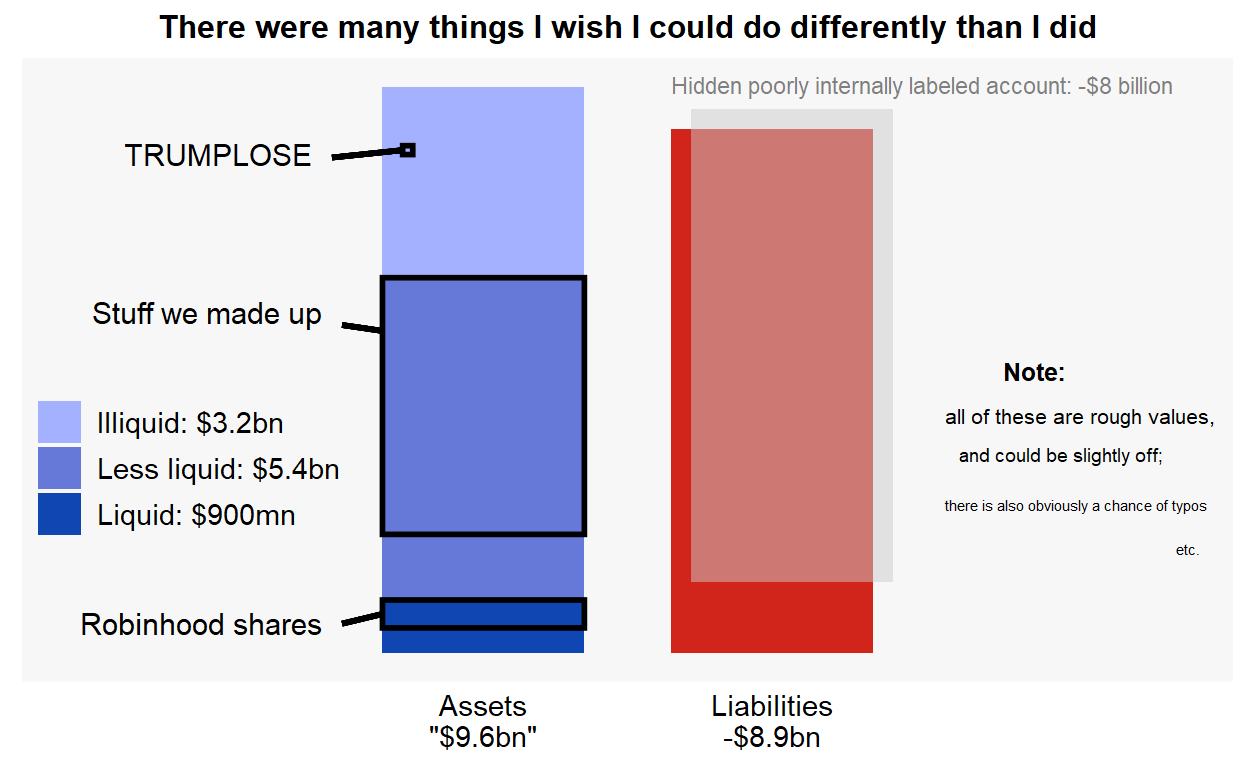 There were many things I wish I could do differently than I did
Hidden poorly internally labeled account: -$8 billion
TRUMPLOSE
Stuff we made up
Illiquid: $3.2bn
Less liquid: $5.4bn
Liquid: $900mn
Robinhood shares
Note:
all of these are rough values,
and could be slightly off;
there is also obviously a chance of typos
etc.
Assets
"$9.6bn"
Liabilities
-$8.9bn